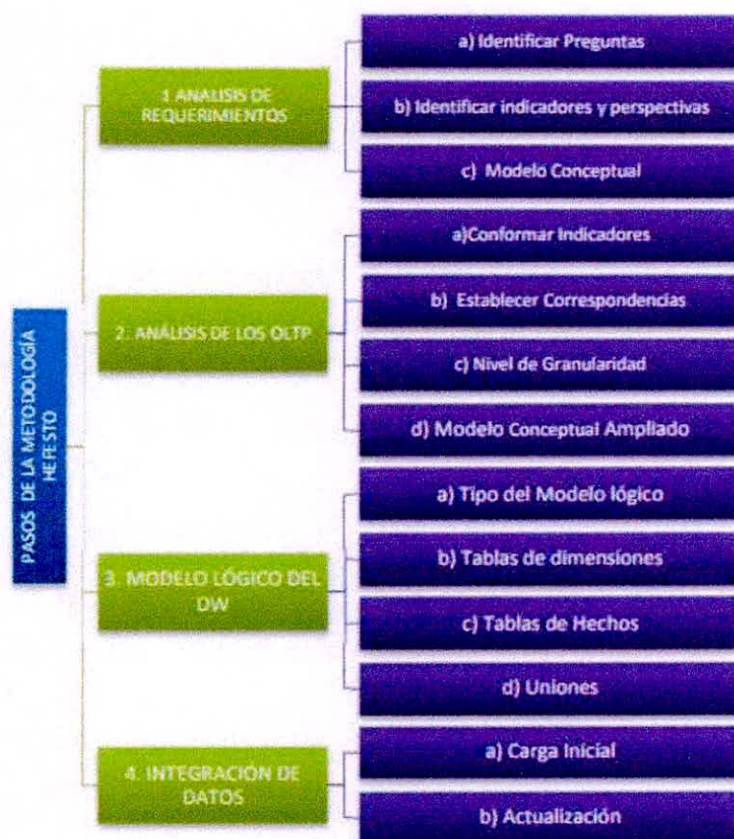 PASOS DE LA METODOLOGÍA
HEFESTO
1 ANALISIS DE
REQUERIMIENTOS
a) Identificar Preguntas
b) Identificar indicadores y perspectivas
c) Modelo Conceptual
2. ANÁLISIS DE LOS OLTP
a)Conformar Indicadores
b) Establecer Correspondencias
c) Nivel de Granularidad
d) Modelo Conceptual Ampliado
3. MODELO LÓGICO DEL
DW
a) Tipo del Modelo lógico
b) Tablas de dimensiones
c) Tablas de Hechos
d) Uniones
4. INTEGRACIÓN DE
DATOS
a) Carga Inicial
b) Actualización